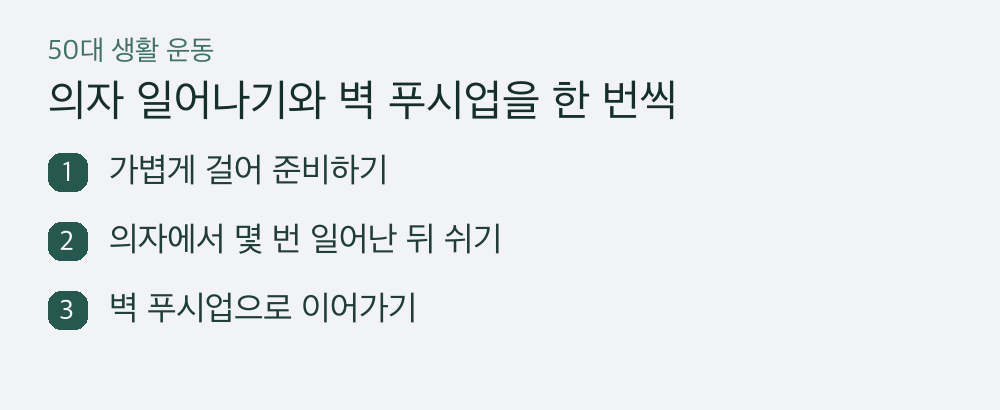 50대 생활 운동
의자 일어나기와 벽 푸시업을 한 번씩
1 가볍게 걸어 준비하기
2 의자에서 몇 번 일어난 뒤 쉬기
3 벽 푸시업으로 이어가기